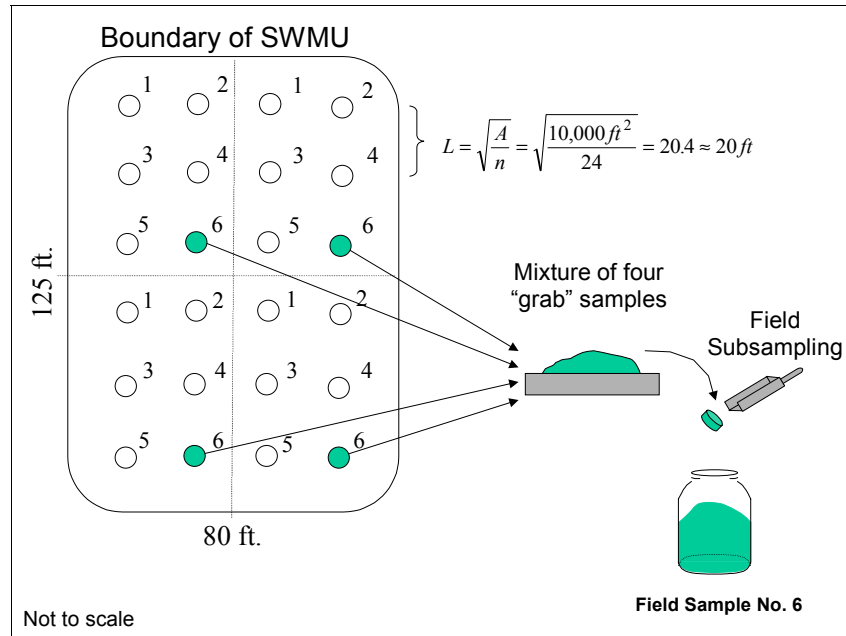 Boundary of SWMU
1 2 1 2
3 4 3 4
5 6 5 6
1 2 1 2
3 4 3 4
5 6 5 6
125 ft.
80 ft.
L = √(A/n) = √(10,000 ft²/24) = 20.4 ≈ 20 ft
Mixture of four
“grab” samples
Field
Subsampling
Field Sample No. 6
Not to scale